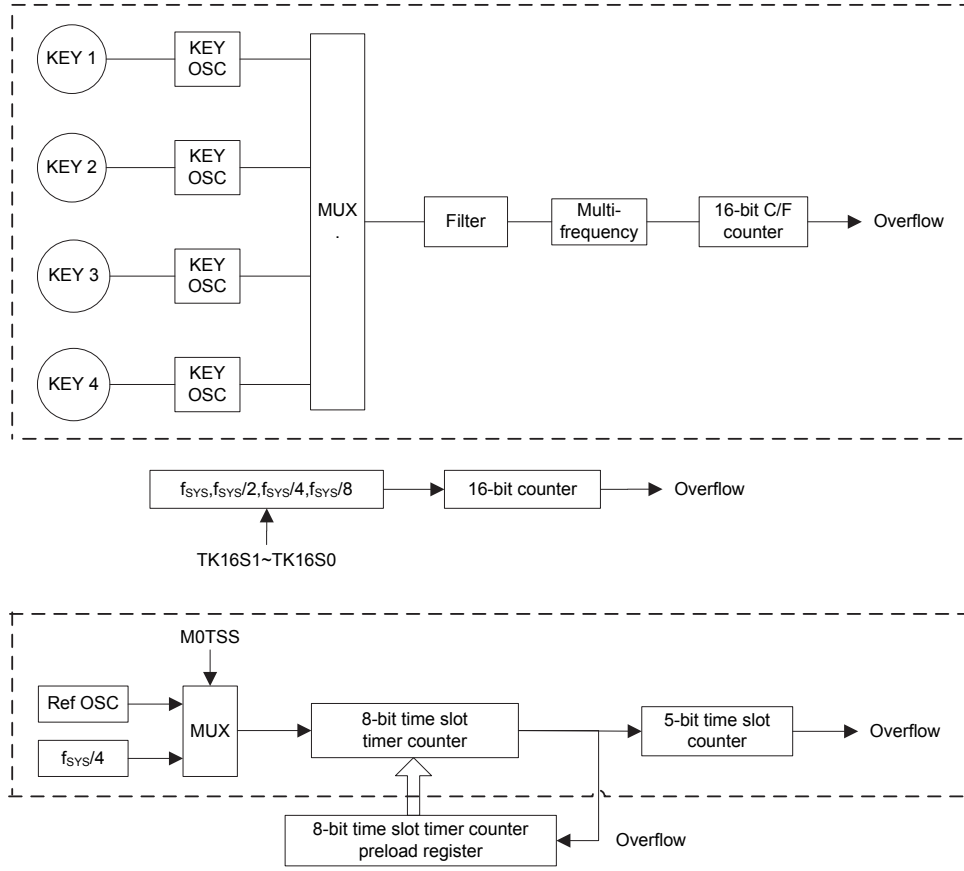 KEY 1
KEY
OSC
KEY 2
KEY
OSC
KEY 3
KEY
OSC
KEY 4
KEY
OSC
MUX
.
Filter
Multi-
frequency
16-bit C/F
counter
Overflow
fSYS,fSYS/2,fSYS/4,fSYS/8
16-bit counter
Overflow
TK16S1~TK16S0
M0TSS
Ref OSC
fSYS/4
MUX
8-bit time slot
timer counter
5-bit time slot
counter
Overflow
8-bit time slot timer counter
preload register
Overflow